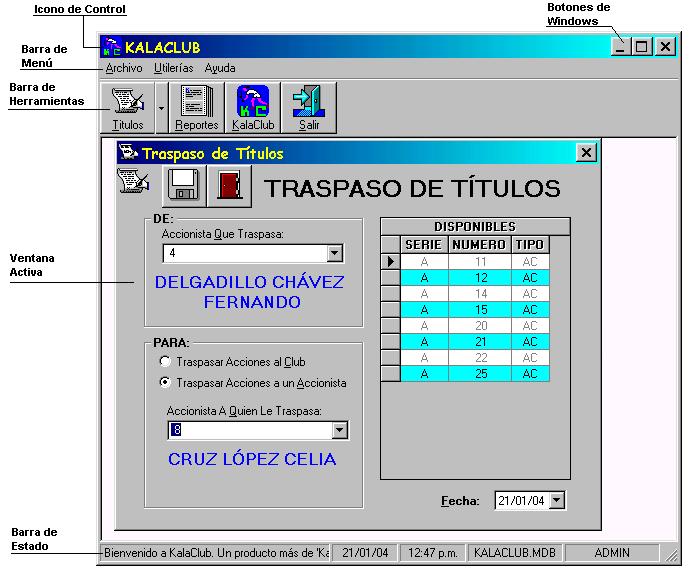 Icono de Control
Botones de
Windows
Barra de
Menú
Barra de
Herramientas
Ventana
Activa
Barra de
Estado
KALACLUB
Archivo Utilerías Ayuda
Titulos Reportes KalaClub Salir
Traspaso de Títulos
TRASPASO DE TÍTULOS
DE:
Accionista Que Traspasa:
4
DELGADILLO CHÁVEZ
FERNANDO
PARA:
Traspasar Acciones al Club
Traspasar Acciones a un Accionista
Accionista A Quien Le Traspasa:
8
CRUZ LÓPEZ CELIA
DISPONIBLES
SERIE NUMERO TIPO
A 11 AC
A 12 AC
A 14 AC
A 15 AC
A 20 AC
A 21 AC
A 22 AC
A 25 AC
Fecha: 21/01/04
Bienvenido a KalaClub. Un producto más de 'Ka 21/01/04 12:47 p.m. KALACLUB.MDB ADMIN